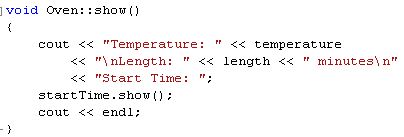 void Oven::show()
{
    cout << "Temperature: " << temperature
        << "\nLength: " << length << " minutes\n"
        << "Start Time: ";
    startTime.show();
    cout << endl;
}